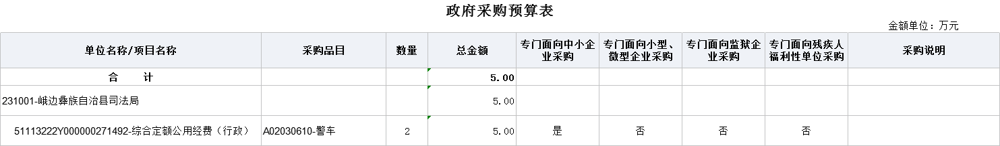 政府采购预算表
金额单位：万元
单位名称/项目名称 采购品目 数量 总金额 专门面向中小企业采购 专门面向小型、微型企业采购 专门面向监狱企业采购 专门面向残疾人福利性单位采购 采购说明
合 计 5.00
231001-峨边彝族自治县司法局 5.00
51113222Y000000271492-综合定额公用经费（行政） A02030610-警车 2 5.00 是 否 否 否